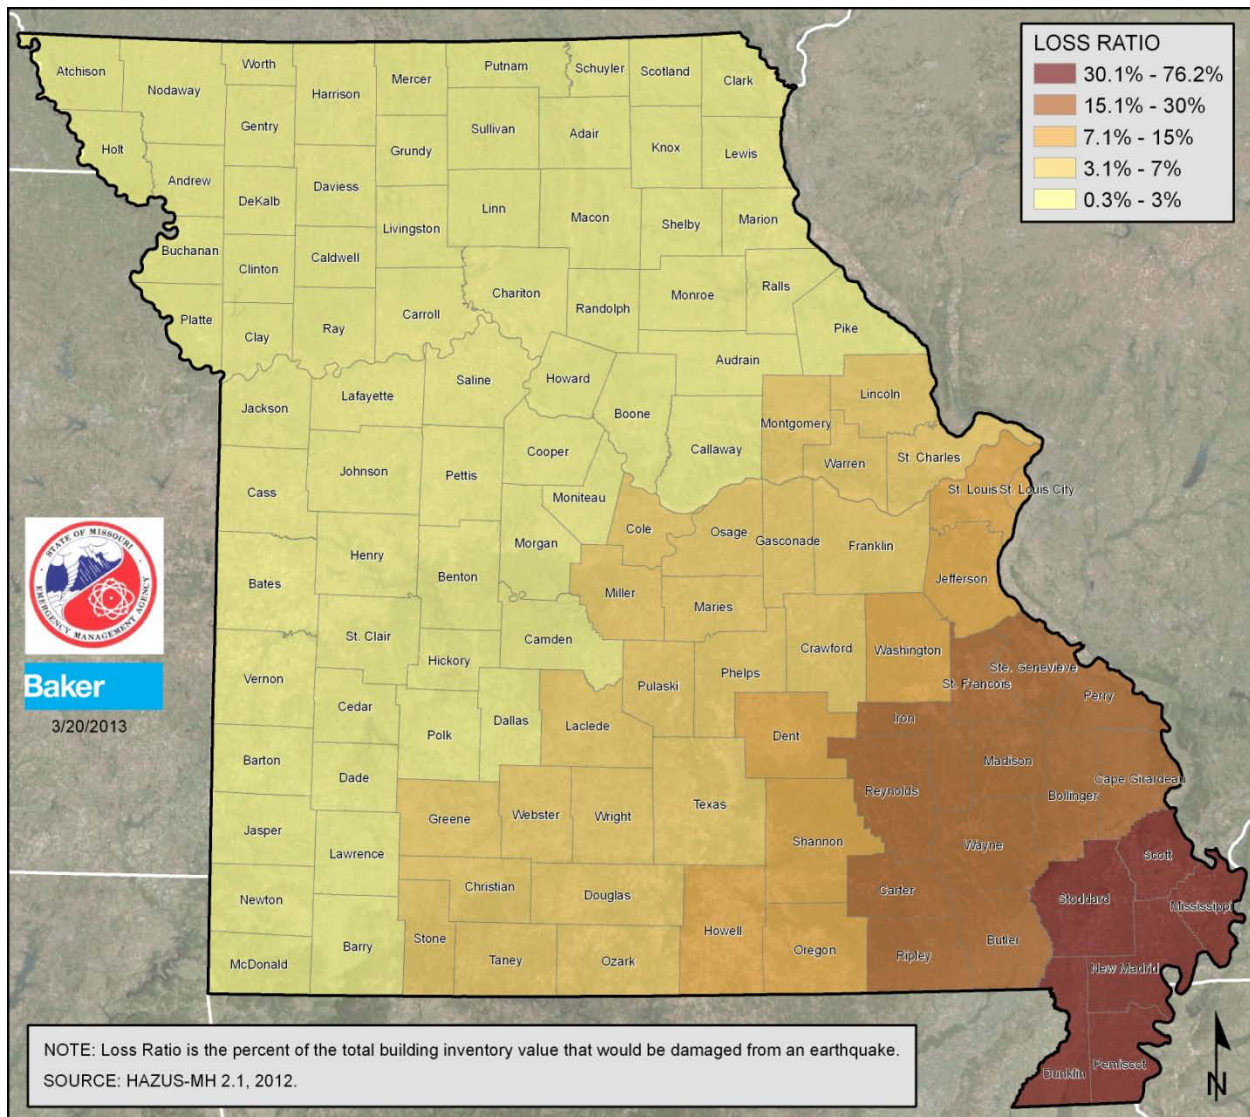 LOSS RATIO
30.1% - 76.2%
15.1% - 30%
7.1% - 15%
3.1% - 7%
0.3% - 3%
Atchison
Nodaway
Worth
Harrison
Mercer
Putnam
Schuyler
Scotland
Clark
Holt
Gentry
Sullivan
Adair
Knox
Lewis
Andrew
DeKalb
Daviess
Grundy
Linn
Macon
Shelby
Marion
Buchanan
Clinton
Caldwell
Livingston
Chariton
Randolph
Monroe
Ralls
Platte
Clay
Ray
Carroll
Pike
Audrain
Jackson
Lafayette
Saline
Howard
Boone
Callaway
Montgomery
Lincoln
Warren
St. Charles
St. Louis
St. Louis City
Cass
Johnson
Pettis
Cooper
Moniteau
Cole
Osage
Gasconade
Franklin
Jefferson
Bates
Henry
Benton
Morgan
Miller
Maries
STATE OF MISSOURI
EMERGENCY MANAGEMENT AGENCY
Baker
3/20/2013
Vernon
St. Clair
Hickory
Camden
Pulaski
Phelps
Crawford
Washington
Ste. Genevieve
St. Francois
Perry
Cedar
Polk
Dallas
Laclede
Dent
Iron
Madison
Cape Girardeau
Bollinger
Barton
Dade
Greene
Webster
Wright
Texas
Shannon
Reynolds
Wayne
Jasper
Lawrence
Christian
Douglas
Howell
Carter
Stoddard
Scott
Mississippi
Newton
McDonald
Barry
Stone
Taney
Ozark
Oregon
Ripley
Butler
New Madrid
Dunklin
Pemiscot
NOTE: Loss Ratio is the percent of the total building inventory value that would be damaged from an earthquake.
SOURCE: HAZUS-MH 2.1, 2012.
N